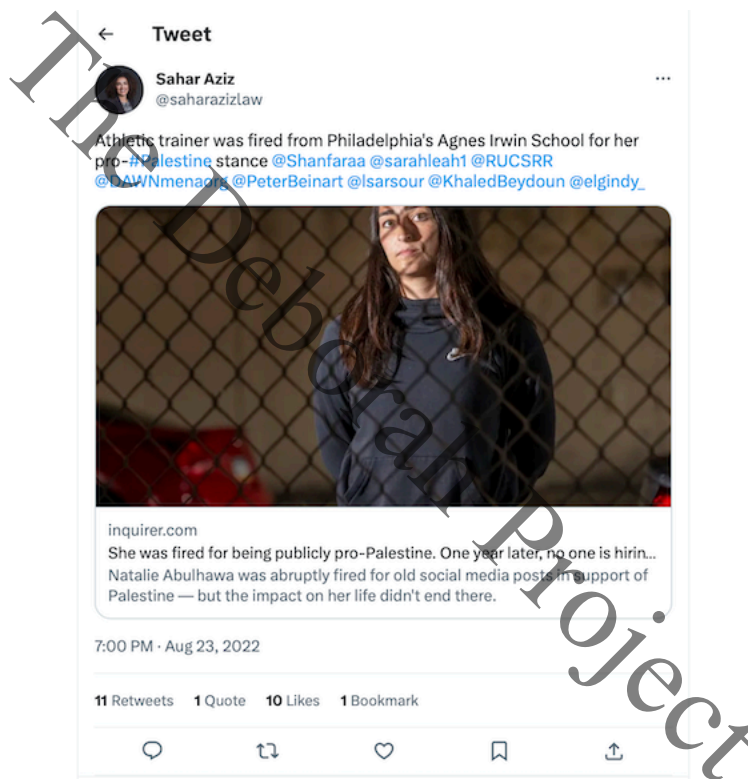 Tweet
Sahar Aziz
@saharazizlaw
Athletic trainer was fired from Philadelphia's Agnes Irwin School for her
pro-#Palestine stance @Shanfaraa @sarahleah1 @RUCSRR
@DAWNmenaorg @PeterBeinart @lsarsour @KhaledBeydoun @elgindy_
inquirer.com
She was fired for being publicly pro-Palestine. One year later, no one is hirin...
Natalie Abulhawa was abruptly fired for old social media posts in support of
Palestine — but the impact on her life didn't end there.
7:00 PM · Aug 23, 2022
11 Retweets 1 Quote 10 Likes 1 Bookmark
The Deborah Project